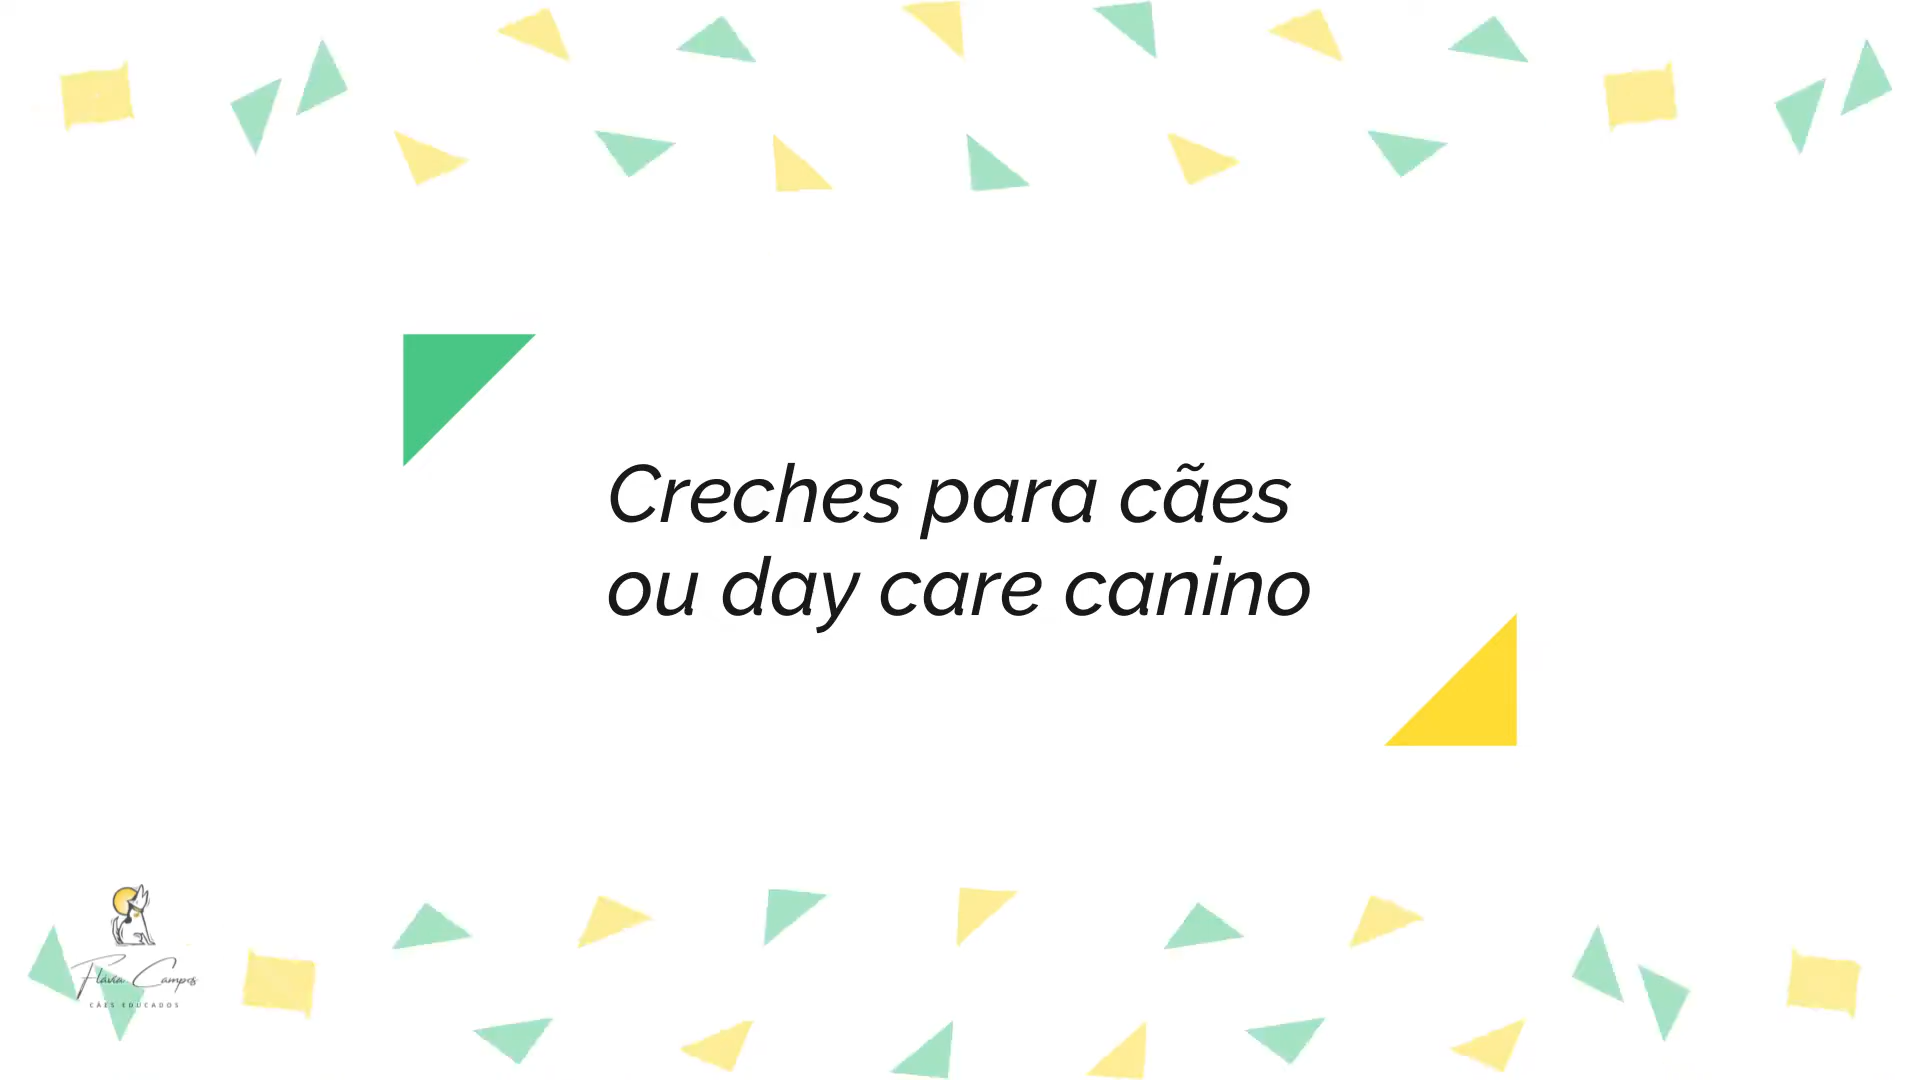 Creches para cães
ou day care canino
Flávia Campos
CÃES EDUCADOS